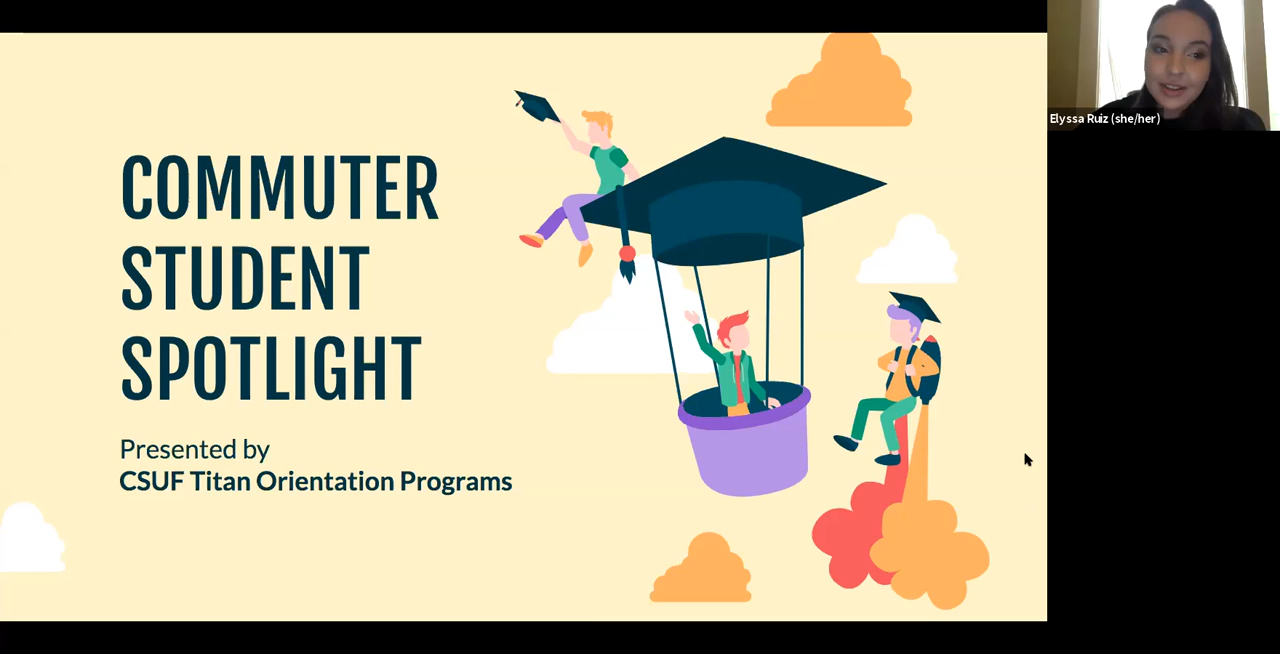 COMMUTER
STUDENT
SPOTLIGHT
Presented by
CSUF Titan Orientation Programs
Elyssa Ruiz (she/her)